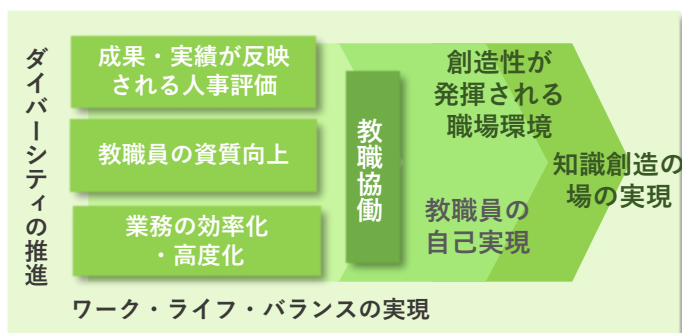 ダイバーシティの推進
成果・実績が反映
される人事評価
教職員の資質向上
業務の効率化
・高度化
教職協働
創造性が
発揮される
職場環境
教職員の
自己実現
知識創造の
場の実現
ワーク・ライフ・バランスの実現